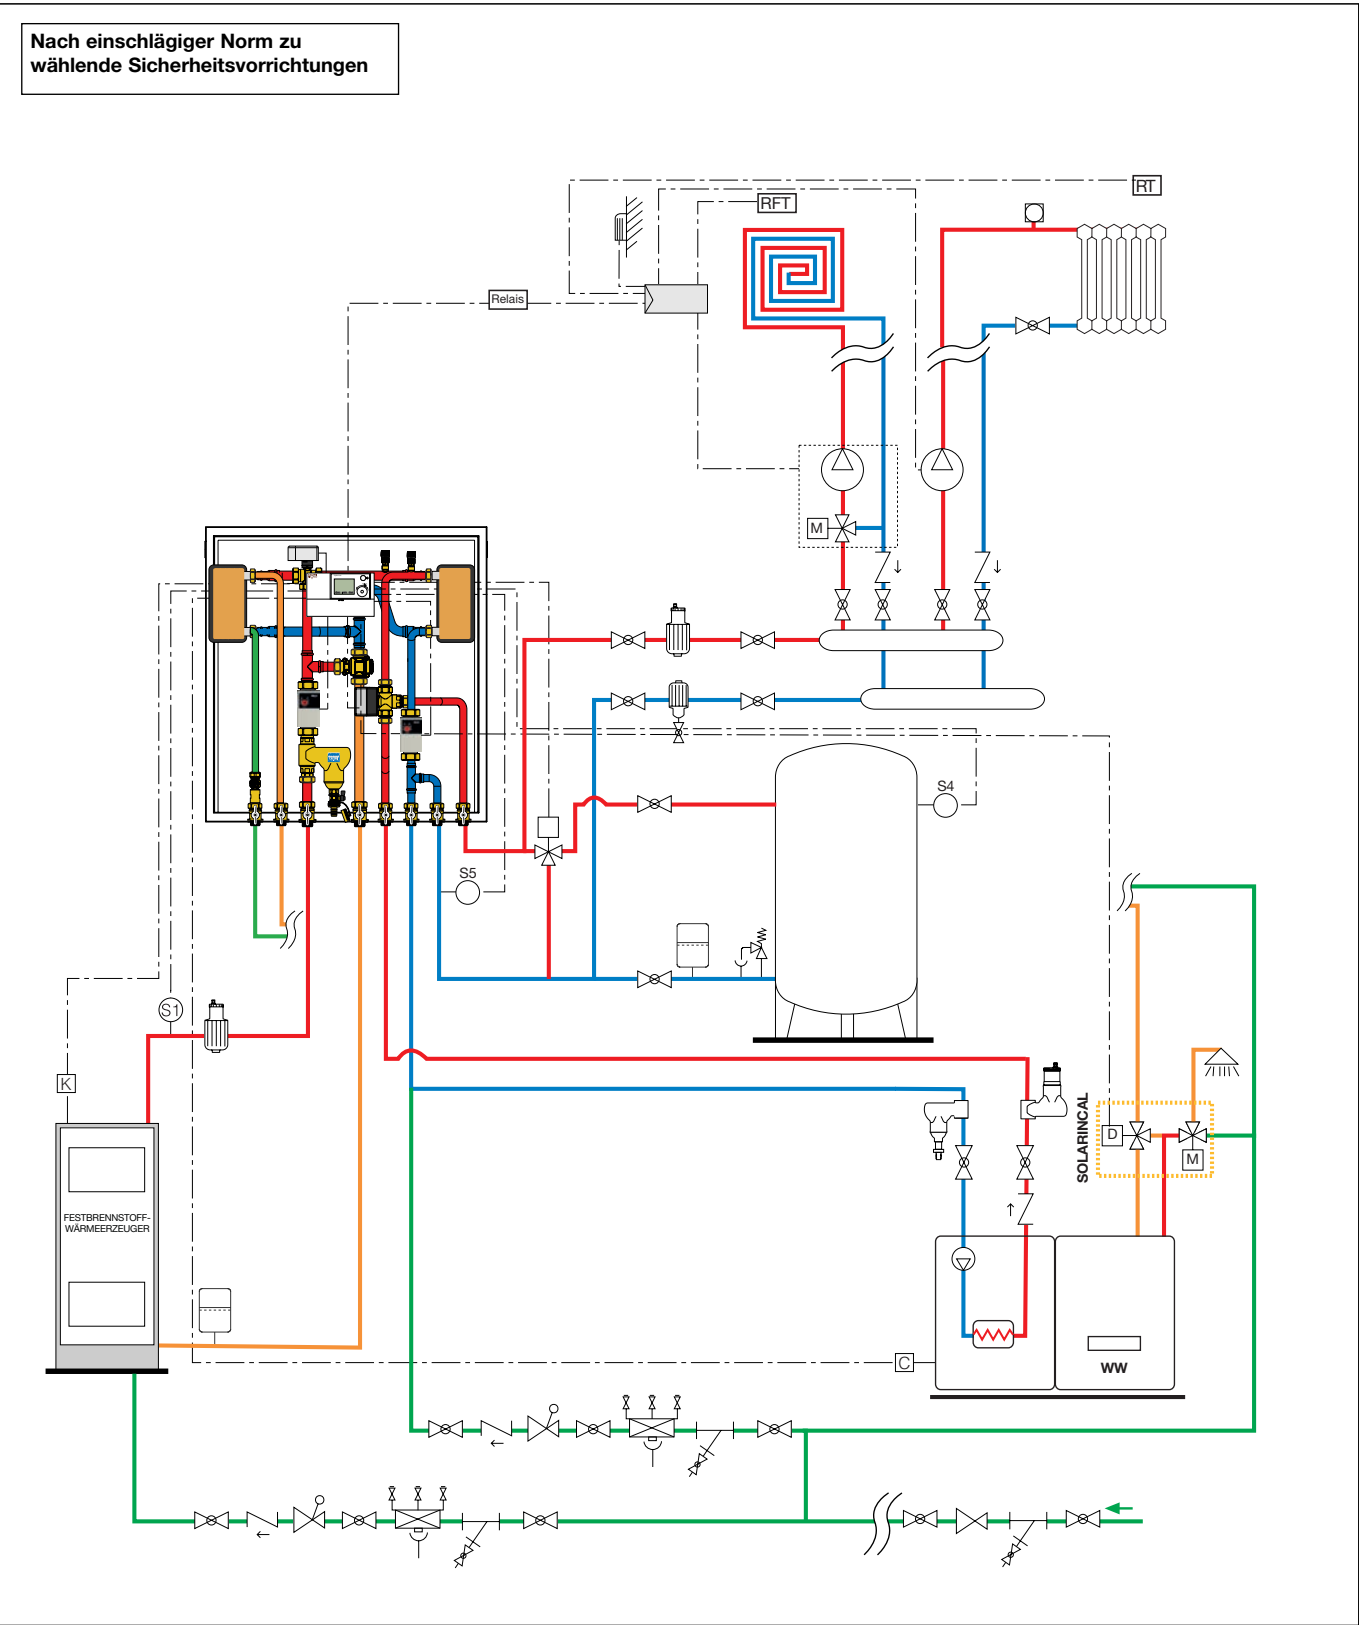 Nach einschlägiger Norm zu
wählende Sicherheitsvorrichtungen
RT
RFT
Relais
M
S4
S5
S1
K
SOLARINCAL
D
M
FESTBRENNSTOFF-
WÄRMEERZEUGER
C
WW